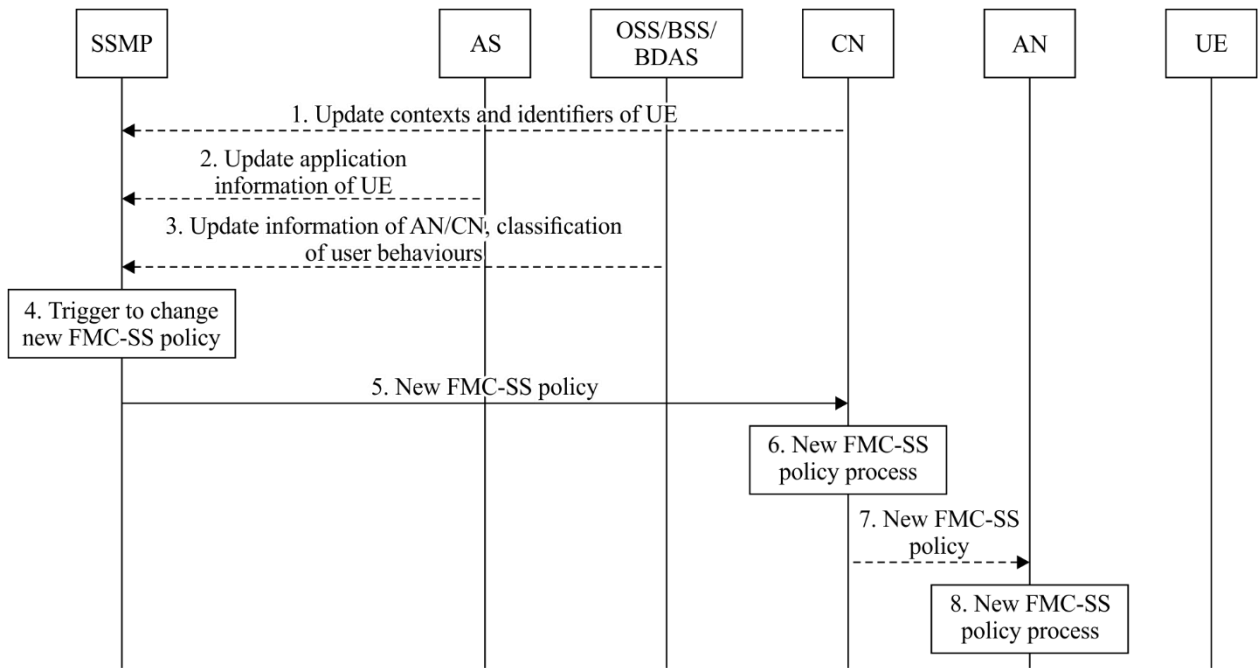 SSMP
AS
OSS/BSS/
BDAS
CN
AN
UE
1. Update contexts and identifiers of UE
2. Update application
information of UE
3. Update information of AN/CN, classification
of user behaviours
4. Trigger to change
new FMC-SS policy
5. New FMC-SS policy
6. New FMC-SS
policy process
7. New FMC-SS
policy
8. New FMC-SS
policy process